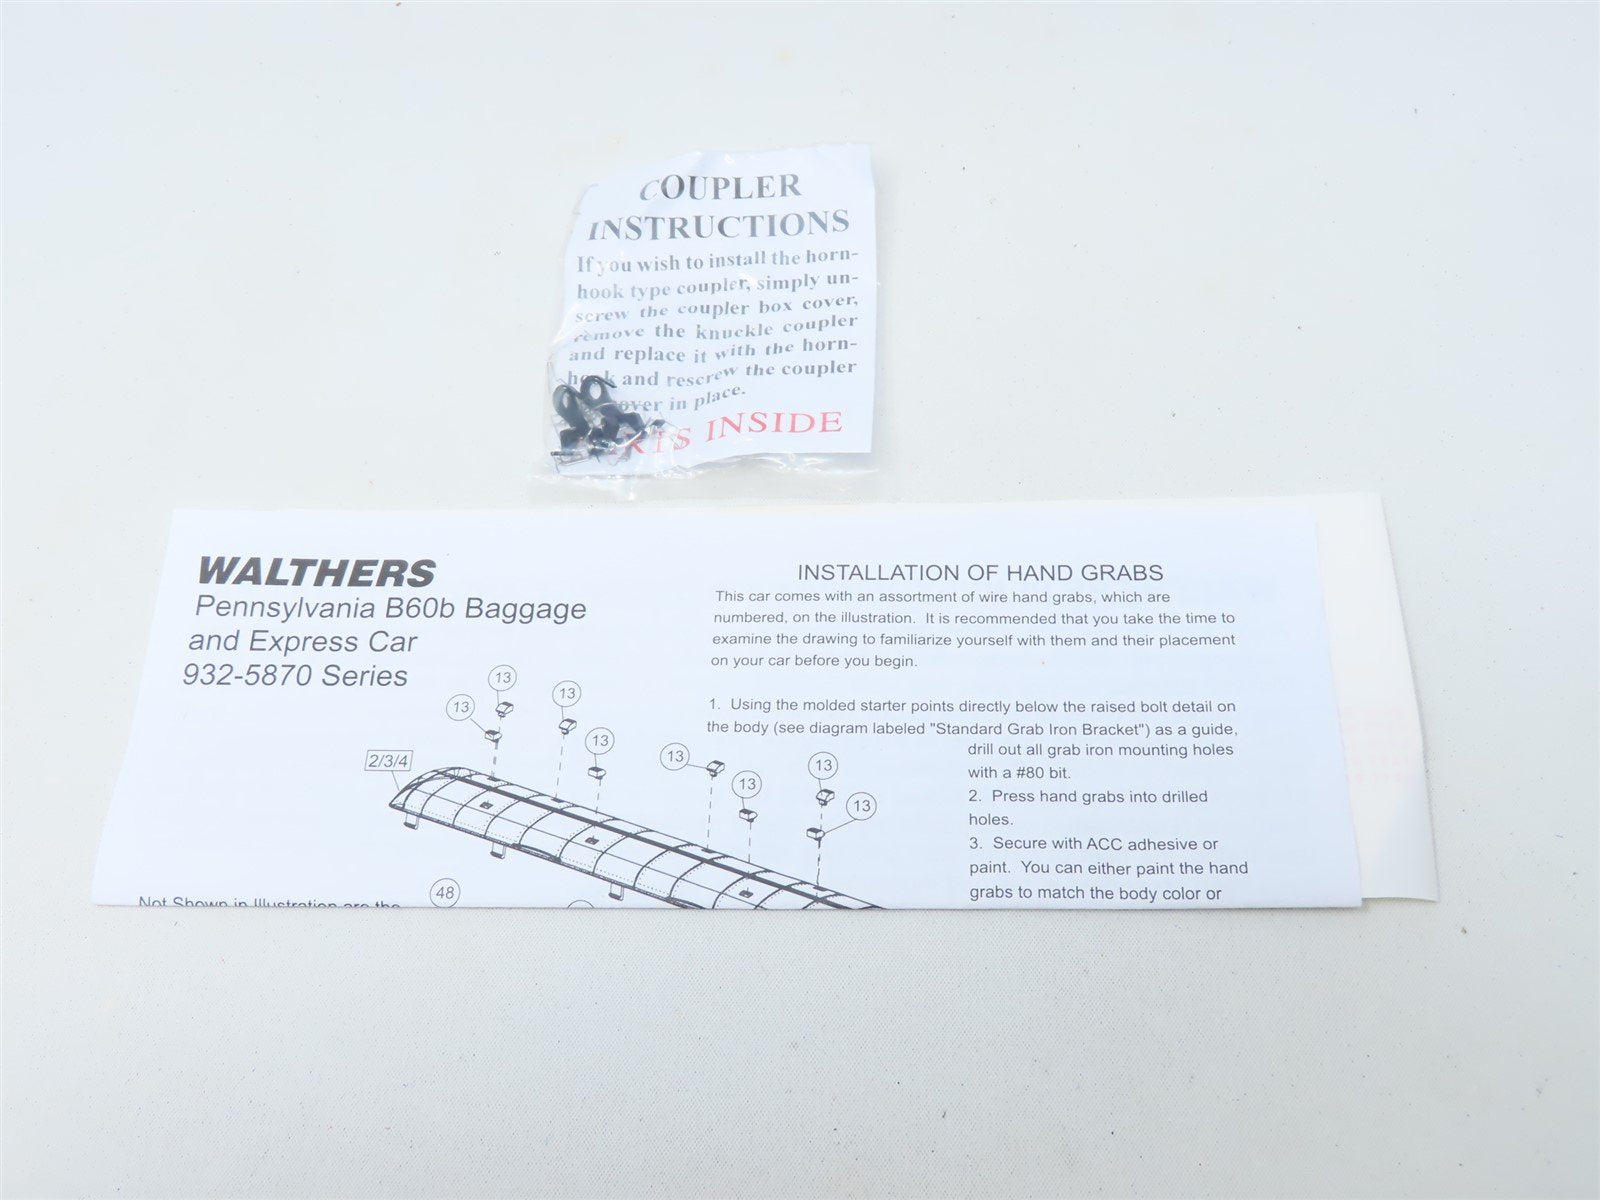 COUPLER
INSTRUCTIONS
If you wish to install the horn-
hook type coupler, simply un-
screw the coupler box cover,
remove the knuckle coupler
and replace it with the horn-
and rescrew the coupler
in place.
INSIDE
WALTHERS
Pennsylvania B60b Baggage
and Express Car
932-5870 Series
13
13
13
13
13
13
13
13
2/3/4
48
Not Shown in Illustration are the
INSTALLATION OF HAND GRABS
This car comes with an assortment of wire hand grabs, which are
numbered, on the illustration. It is recommended that you take the time to
examine the drawing to familiarize yourself with them and their placement
on your car before you begin.
1. Using the molded starter points directly below the raised bolt detail on
the body (see diagram labeled "Standard Grab Iron Bracket") as a guide,
drill out all grab iron mounting holes
with a #80 bit.
2. Press hand grabs into drilled
holes.
3. Secure with ACC adhesive or
paint. You can either paint the hand
grabs to match the body color or